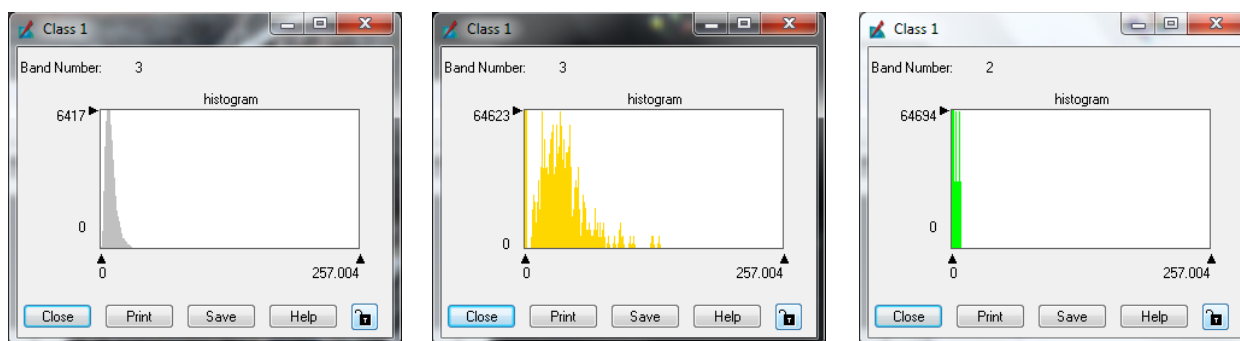 Class 1
Band Number: 3
histogram
6417
0
0 257.004
Close Print Save Help
Class 1
Band Number: 3
histogram
64623
0
0 257.004
Close Print Save Help
Class 1
Band Number: 2
histogram
64694
0
0 257.004
Close Print Save Help